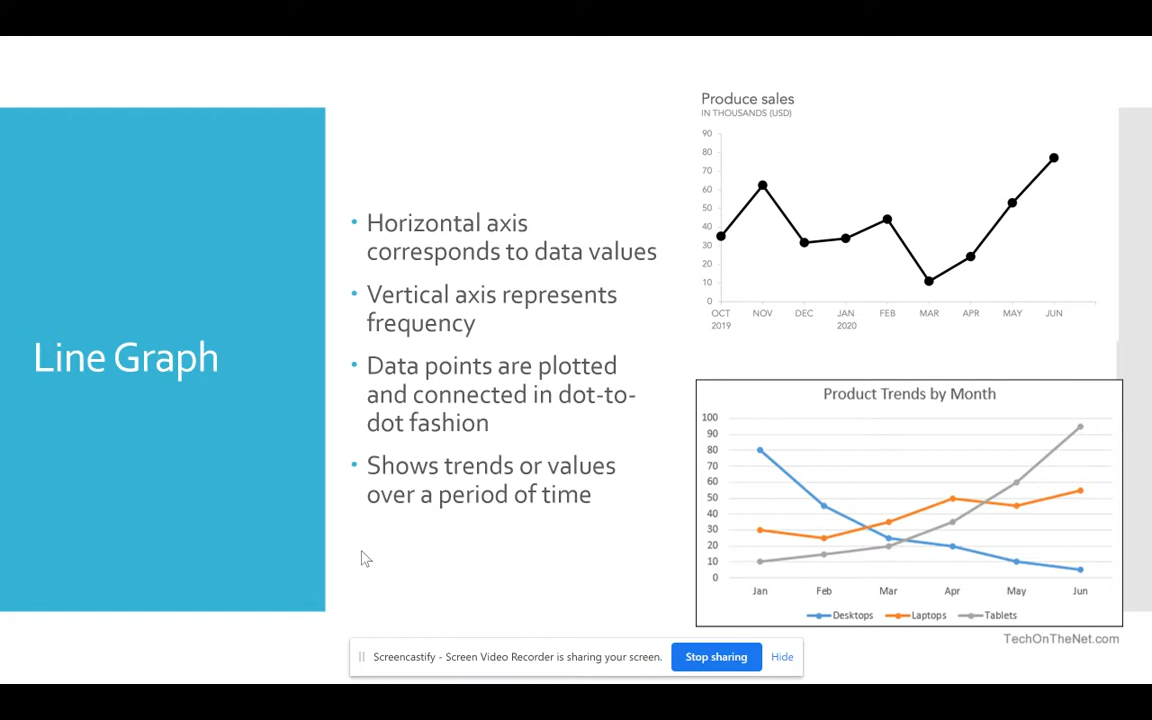 Line Graph
• Horizontal axis
corresponds to data values
• Vertical axis represents
frequency
• Data points are plotted
and connected in dot-to-
dot fashion
• Shows trends or values
over a period of time
Produce sales
IN THOUSANDS (USD)
90
80
70
60
50
40
30
20
10
0
OCT NOV DEC JAN FEB MAR APR MAY JUN
2019 2020
Product Trends by Month
100
90
80
70
60
50
40
30
20
10
0
Jan Feb Mar Apr May Jun
Desktops Laptops Tablets
TechOnTheNet.com
Screencastify - Screen Video Recorder is sharing your screen. Stop sharing Hide